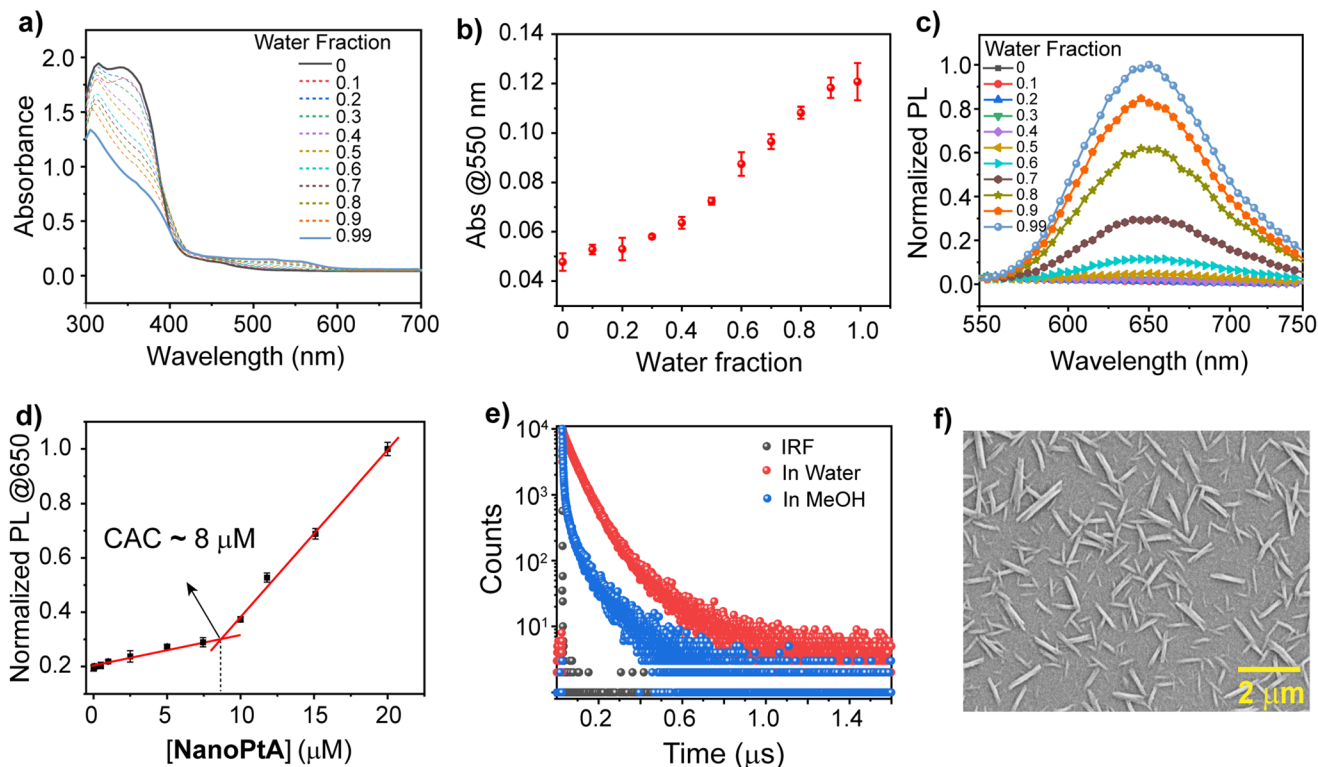 a)
Water Fraction
0
0.1
0.2
0.3
0.4
0.5
0.6
0.7
0.8
0.9
0.99
2.0
1.5
1.0
0.5
0.0
Absorbance
300 400 500 600 700
Wavelength (nm)
b)
0.14
0.12
0.10
0.08
0.06
0.04
Abs @550 nm
0 0.2 0.4 0.6 0.8 1.0
Water fraction
c)
Water Fraction
0
0.1
0.2
0.3
0.4
0.5
0.6
0.7
0.8
0.9
0.99
1.0
0.8
0.6
0.4
0.2
0.0
Normalized PL
550 600 650 700 750
Wavelength (nm)
d)
1.0
0.8
0.6
0.4
0.2
Normalized PL @650
CAC ~ 8 μM
0 5 10 15 20
[NanoPtA] (μM)
e)
10⁴
10³
10²
10¹
Counts
IRF
In Water
In MeOH
0.2 0.6 1.0 1.4
Time (μs)
f)
2 μm